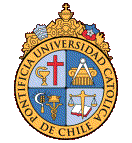 PONTIFICIA UNIVERSIDAD CATOLICA
DE CHILE